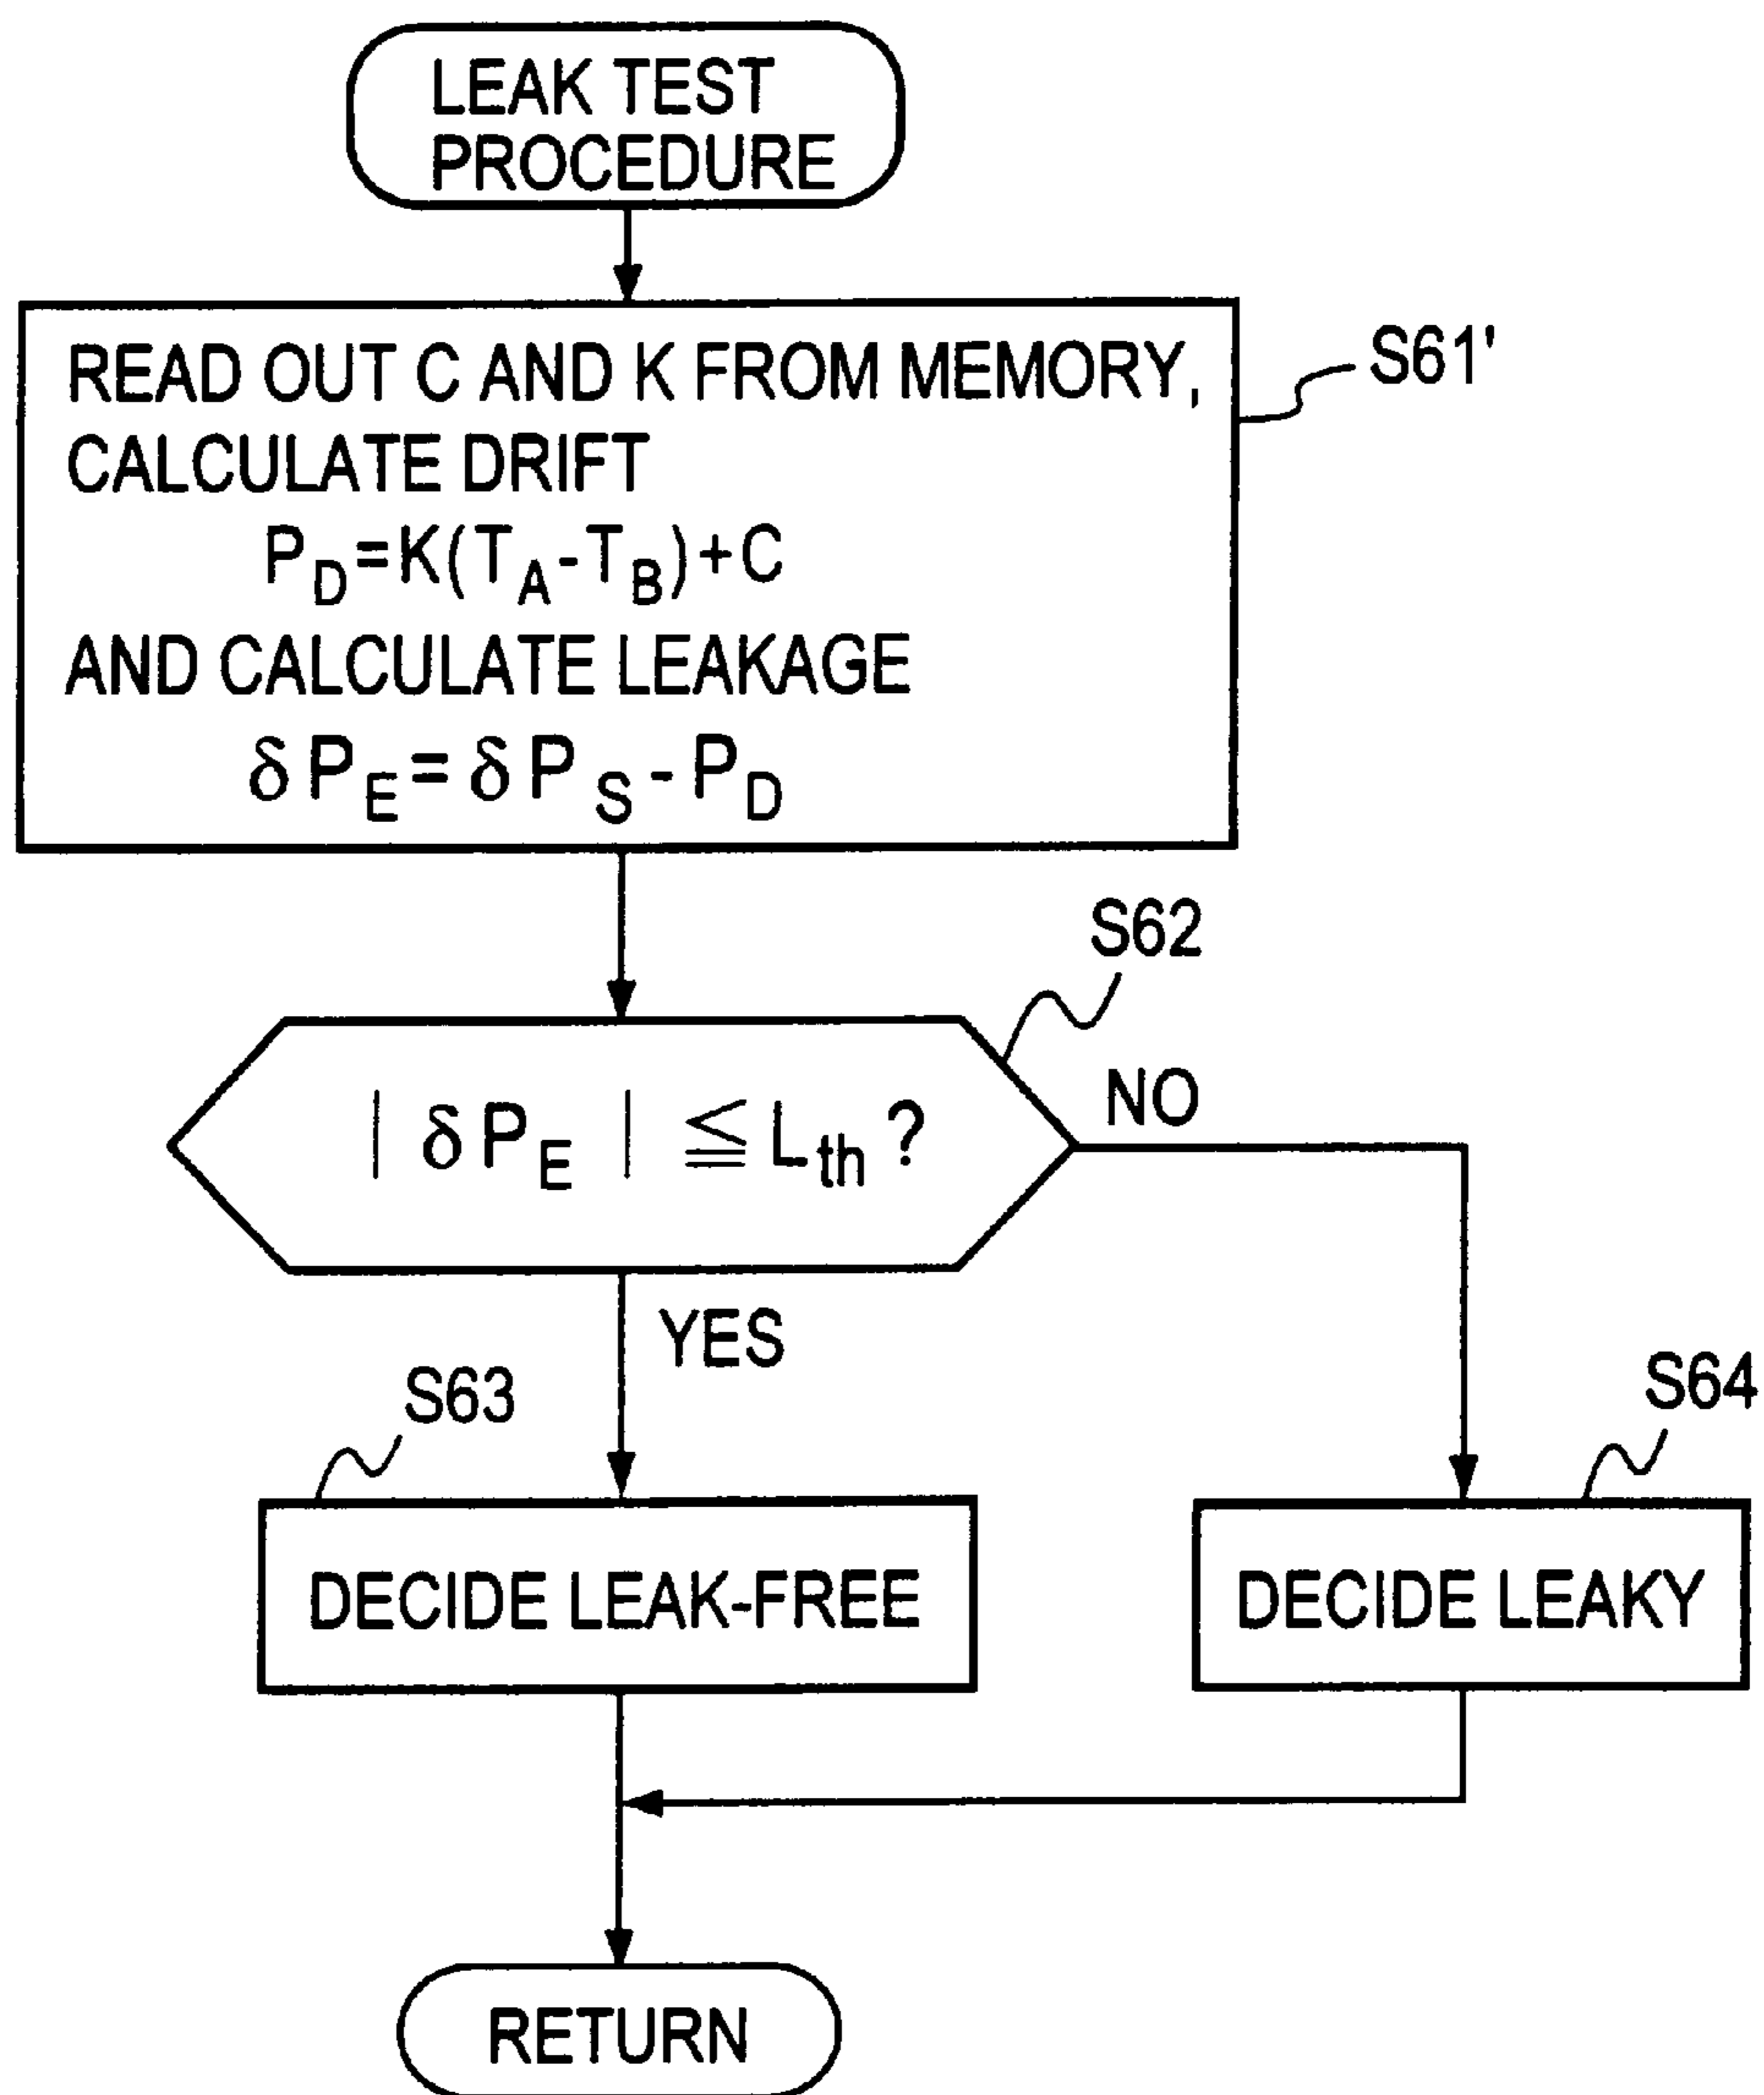 LEAK TEST
PROCEDURE
READ OUT C AND K FROM MEMORY,
CALCULATE DRIFT
P_D=K(T_A-T_B)+C
AND CALCULATE LEAKAGE
δP_E=δP_S-P_D
S61'
S62
|δP_E| ≦ L_th?
NO
YES
S63
S64
DECIDE LEAK-FREE
DECIDE LEAKY
RETURN